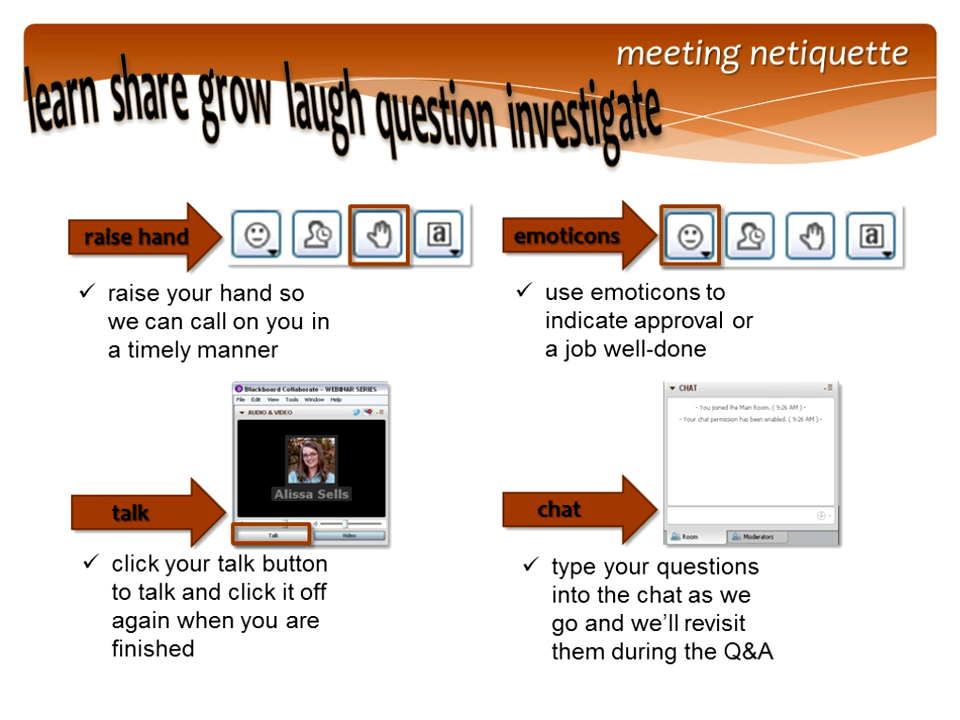 meeting netiquette
learn share grow laugh question investigate
raise hand
a
raise your hand so
we can call on you in
a timely manner
emoticons
a
use emoticons to
indicate approval or
a job well-done
talk
Blackboard Collaborate - WEBINAR SERIES
File Edit View Tools Window Help
AUDIO & VIDEO
Alissa Sells
Talk Video
click your talk button
to talk and click it off
again when you are
finished
chat
CHAT
- You joined the Main Room. ( 9:26 AM ) -
- Your chat permission has been enabled. ( 9:26 AM ) -
Room Moderators
type your questions
into the chat as we
go and we'll revisit
them during the Q&A